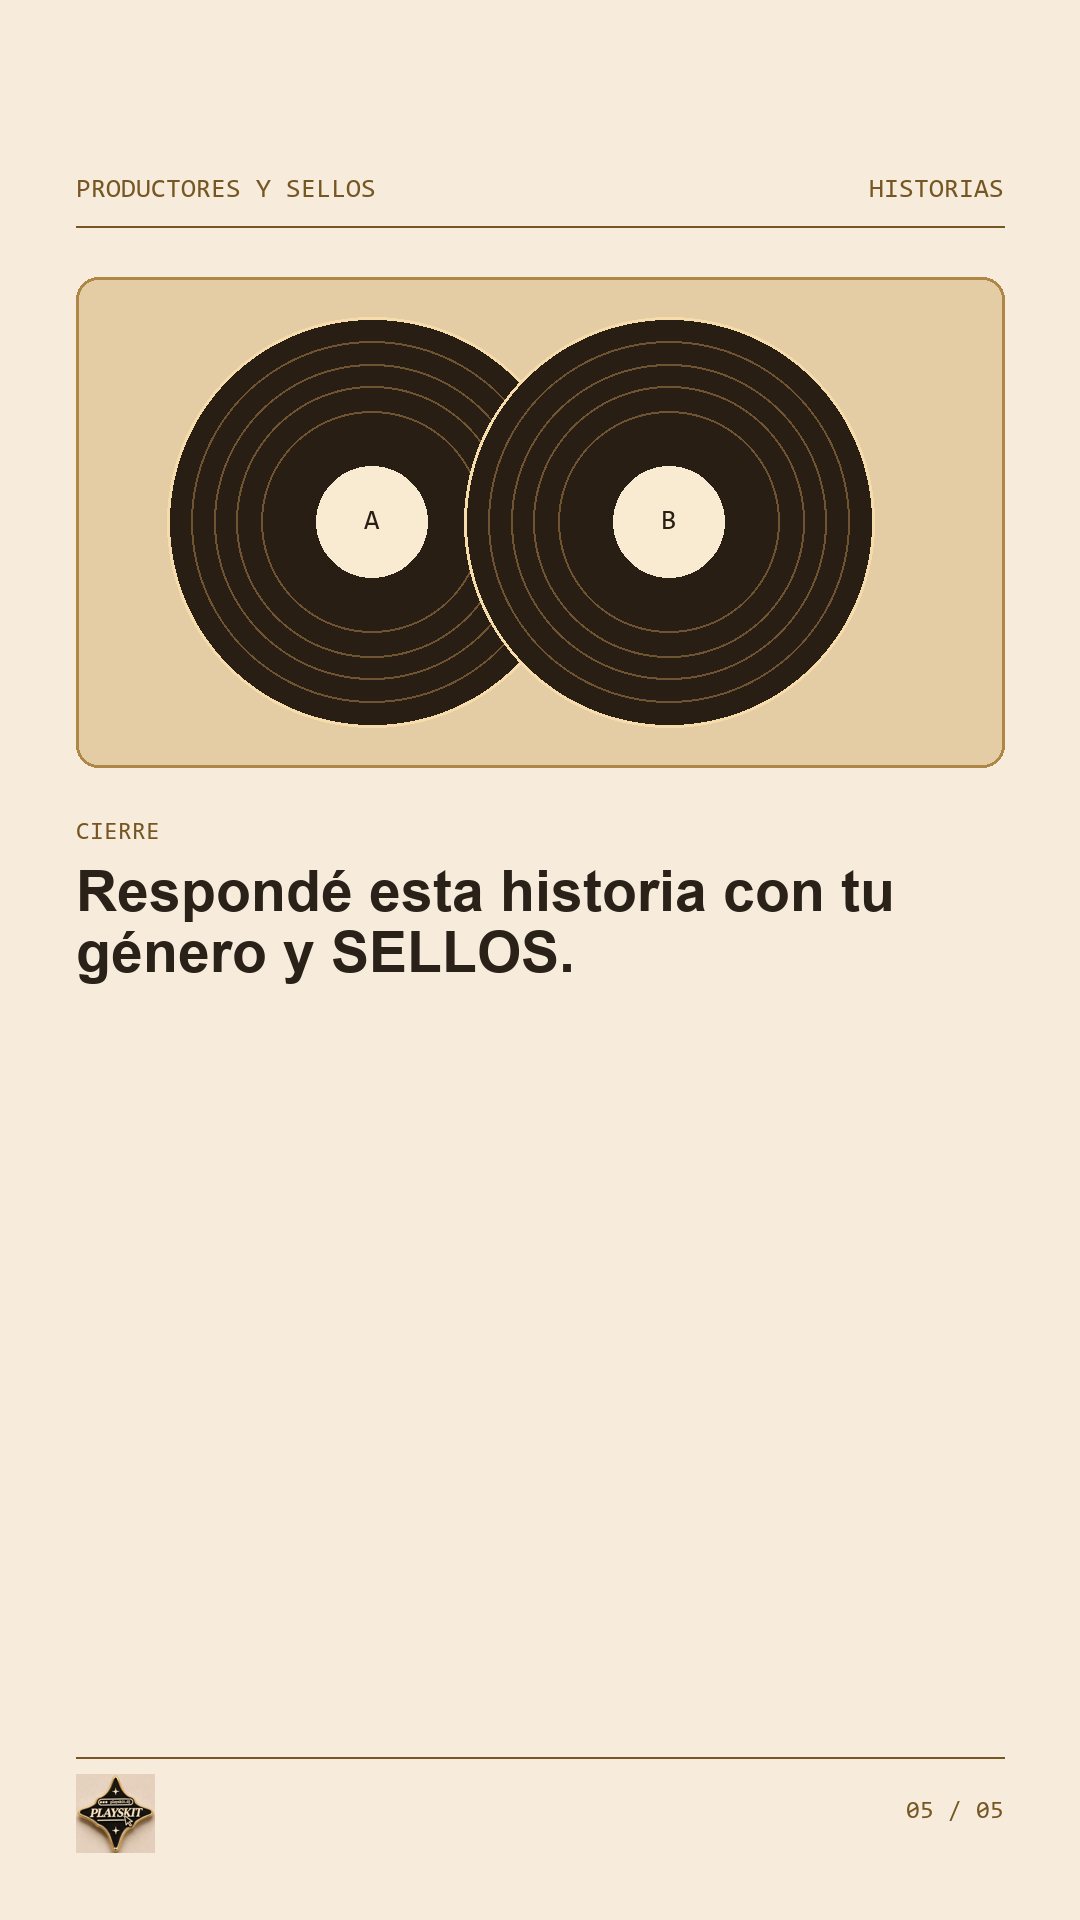 PRODUCTORES Y SELLOS
HISTORIAS
A
B
CIERRE
Respondé esta historia con tu
género y SELLOS.
PLAYSKIT
05 / 05